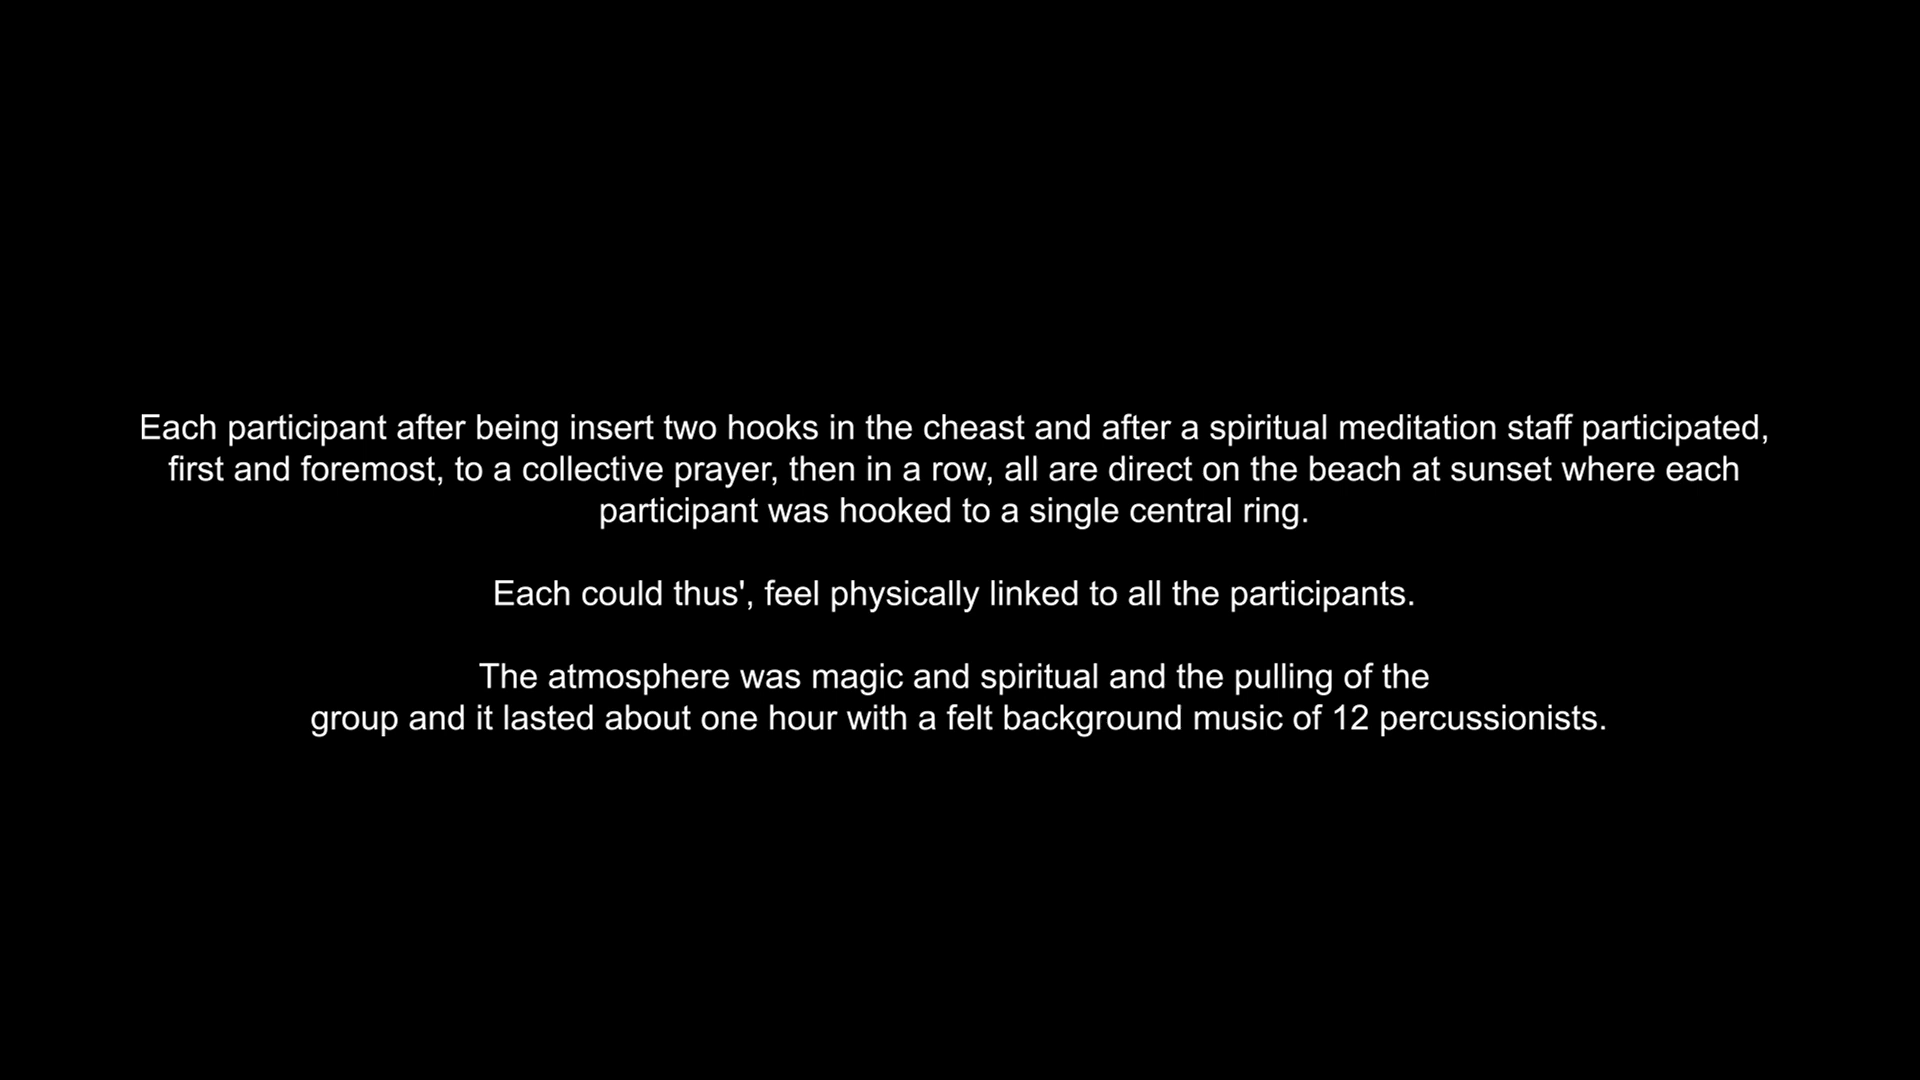 Each participant after being insert two hooks in the cheast and after a spiritual meditation staff participated,
first and foremost, to a collective prayer, then in a row, all are direct on the beach at sunset where each
participant was hooked to a single central ring.
Each could thus', feel physically linked to all the participants.
The atmosphere was magic and spiritual and the pulling of the
group and it lasted about one hour with a felt background music of 12 percussionists.